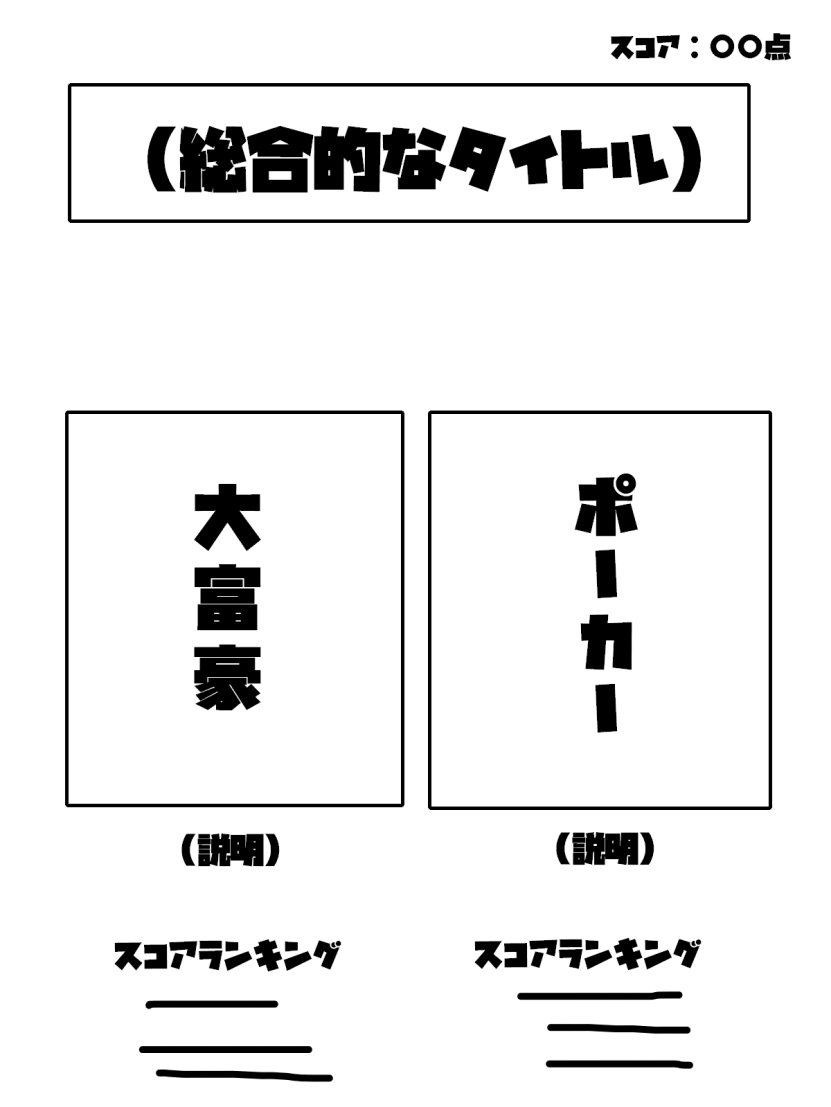 スコア：〇〇点
（総合的なタイトル）
大富豪
ポーカー
（説明）
（説明）
スコアランキング
スコアランキング